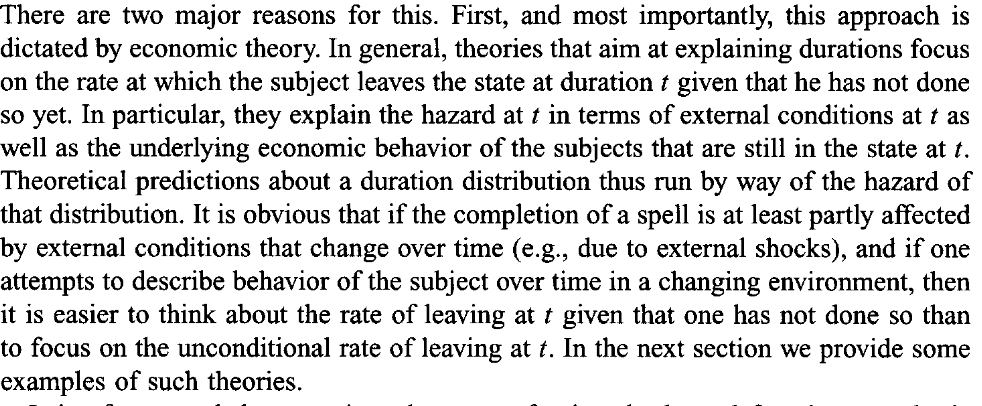 There are two major reasons for this. First, and most importantly, this approach is
dictated by economic theory. In general, theories that aim at explaining durations focus
on the rate at which the subject leaves the state at duration t given that he has not done
so yet. In particular, they explain the hazard at t in terms of external conditions at t as
well as the underlying economic behavior of the subjects that are still in the state at t.
Theoretical predictions about a duration distribution thus run by way of the hazard of
that distribution. It is obvious that if the completion of a spell is at least partly affected
by external conditions that change over time (e.g., due to external shocks), and if one
attempts to describe behavior of the subject over time in a changing environment, then
it is easier to think about the rate of leaving at t given that one has not done so than
to focus on the unconditional rate of leaving at t. In the next section we provide some
examples of such theories.